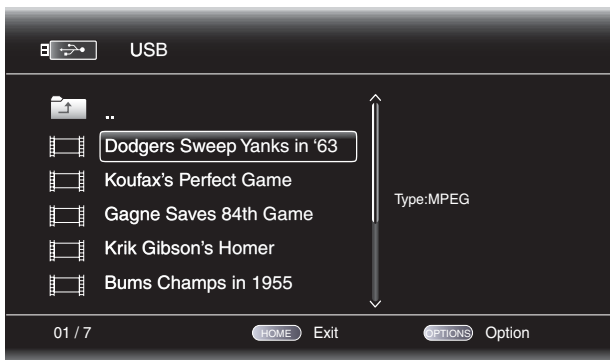 USB
..
Dodgers Sweep Yanks in ‘63
Koufax’s Perfect Game
Type:MPEG
Gagne Saves 84th Game
Krik Gibson’s Homer
Bums Champs in 1955
01 / 7
HOME Exit
OPTIONS Option